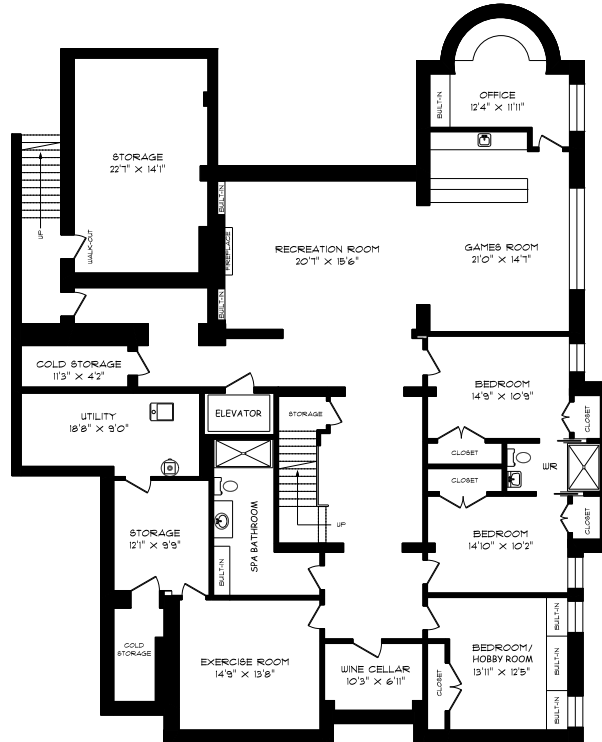 BUILT-IN
OFFICE
12'4" X 11'11"
STORAGE
22'7" X 14'1"
UP
WALK-OUT
BUILT-IN
FIREPLACE
BUILT-IN
RECREATION ROOM
20'7" X 15'6"
GAMES ROOM
21'0" X 14'7"
COLD STORAGE
11'3" X 4'2"
BEDROOM
14'9" X 10'9"
CLOSET
UTILITY
18'8" X 9'0"
ELEVATOR
STORAGE
CLOSET
WR
CLOSET
SPA BATHROOM
UP
BUILT-IN
STORAGE
12'1" X 9'9"
BEDROOM
14'10" X 10'2"
CLOSET
COLD
STORAGE
EXERCISE ROOM
14'9" X 13'8"
WINE CELLAR
10'3" X 6'11"
CLOSET
BEDROOM/
HOBBY ROOM
13'11" X 12'5"
BUILT-IN
BUILT-IN
BUILT-IN